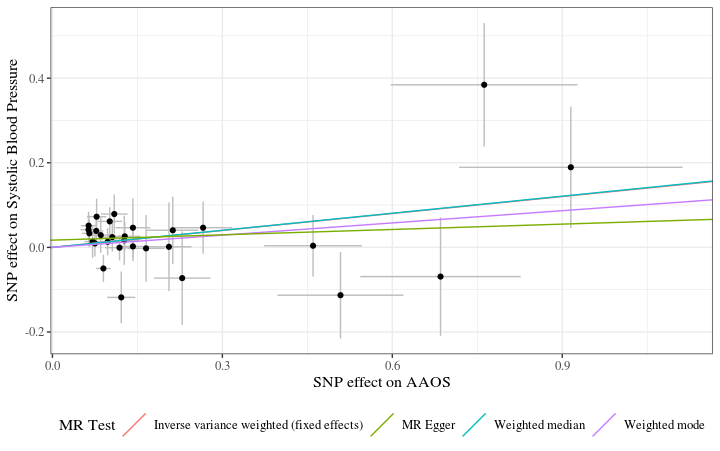 SNP effect on Systolic Blood Pressure
0.4
0.2
0.0
-0.2
0.0 0.3 0.6 0.9
SNP effect on AAOS
MR Test Inverse variance weighted (fixed effects) MR Egger Weighted median Weighted mode